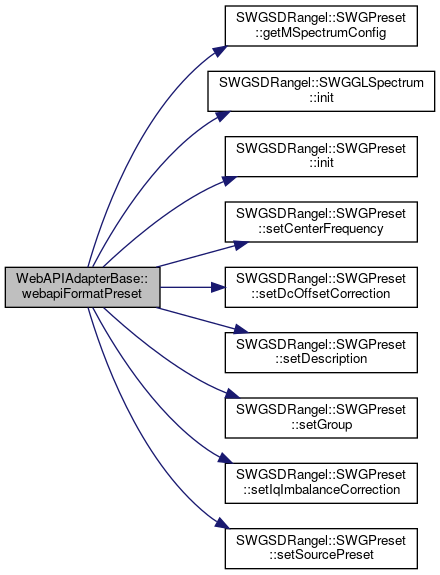 SWGSDRangel::SWGPreset
::getMSpectrumConfig
SWGSDRangel::SWGGLSpectrum
::init
SWGSDRangel::SWGPreset
::init
SWGSDRangel::SWGPreset
::setCenterFrequency
WebAPIAdapterBase::
webapiFormatPreset
SWGSDRangel::SWGPreset
::setDcOffsetCorrection
SWGSDRangel::SWGPreset
::setDescription
SWGSDRangel::SWGPreset
::setGroup
SWGSDRangel::SWGPreset
::setIqImbalanceCorrection
SWGSDRangel::SWGPreset
::setSourcePreset